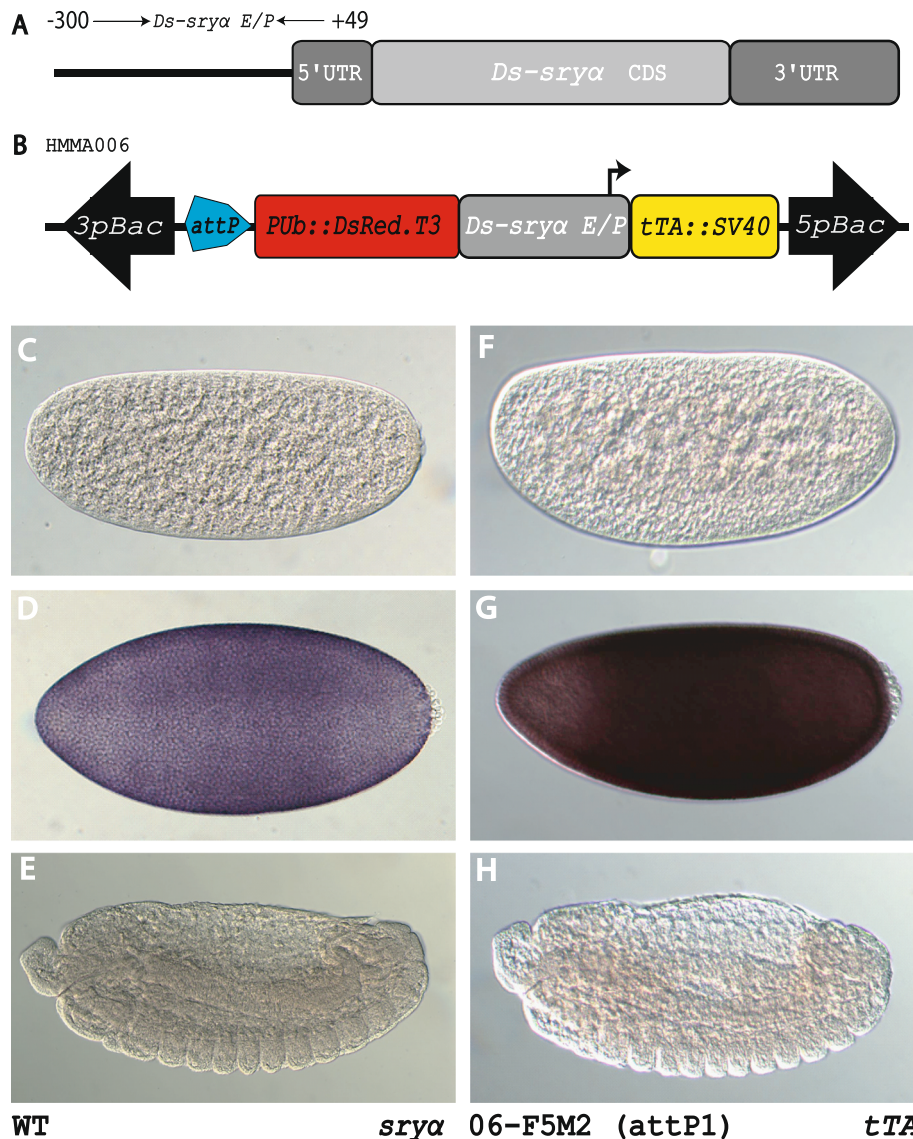 A
-300 Ds-sryα E/P +49
5'UTR Ds-sryα CDS 3'UTR
B HMMA006
3pBac attP PUb::DsRed.T3 Ds-sryα E/P tTA::SV40 5pBac
C F
D G
E H
WT sryα 06-F5M2 (attP1) tTA